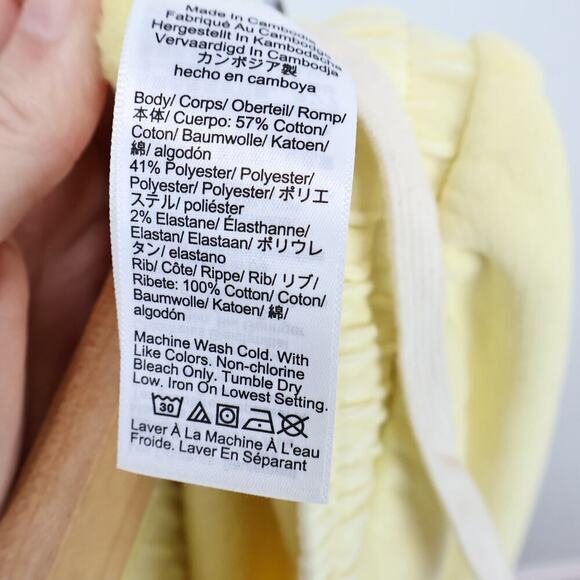 Made In Cambodia
Fabriqué Au Cambodge
Hergestellt In Kambodscha
Vervaardigd In Cambodja
カンボジア製
hecho en camboya
Body/ Corps/ Oberteil/ Romp/
本体/ Cuerpo: 57% Cotton/
Coton/ Baumwolle/ Katoen/
綿/ algodón
41% Polyester/ Polyester/
Polyester/ Polyester/ ポリエ
ステル/ poliéster
2% Elastane/ Élasthanne/
Elastan/ Elastaan/ ポリウレ
タン/ elastano
Rib/ Côte/ Rippe/ Rib/ リブ/
Ribete: 100% Cotton/ Coton/
Baumwolle/ Katoen/ 綿/
algodón
Machine Wash Cold. With
Like Colors. Non-chlorine
Bleach Only. Tumble Dry
Low. Iron On Lowest Setting.
30
Laver À La Machine À L'eau
Froide. Laver En Séparant